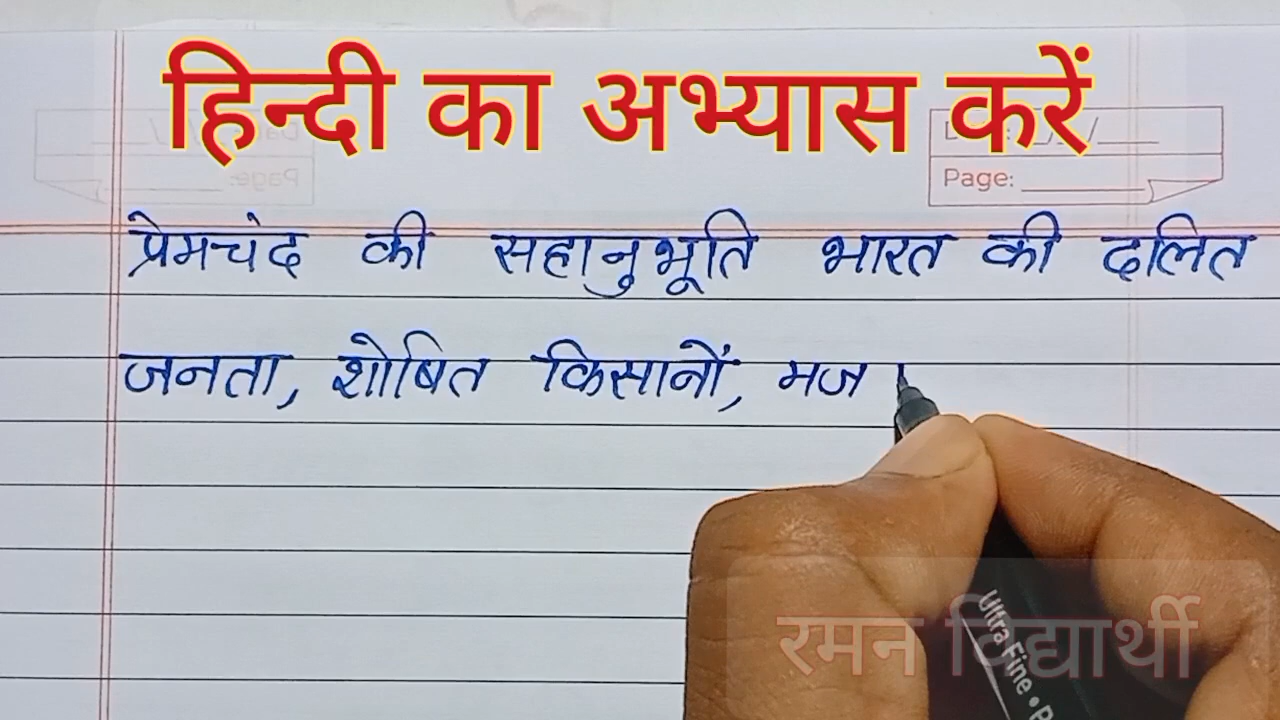 हिन्दी का अभ्यास करें
Page:
प्रेमचंद की सहानुभूति भारत की दलित
जनता, शोषित किसानों, मज
रमन विद्यार्थी
Ultra Fine